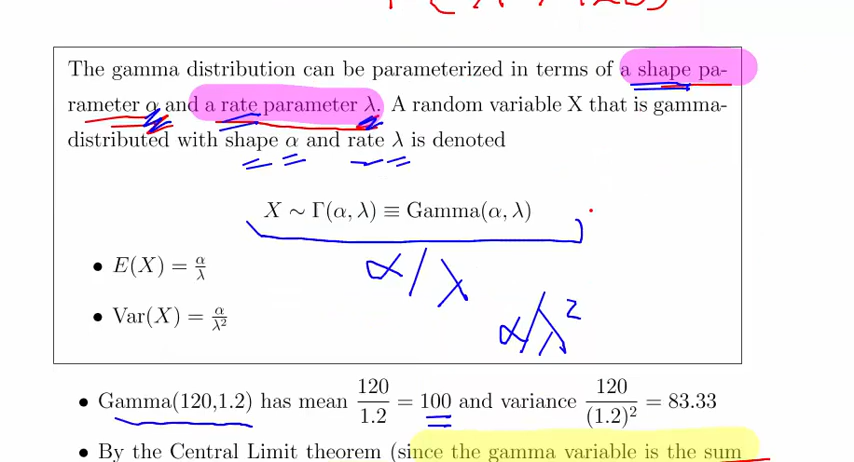 The gamma distribution can be parameterized in terms of a shape pa-
rameter α and a rate parameter λ. A random variable X that is gamma-
distributed with shape α and rate λ is denoted
X ∼ Γ(α, λ) ≡ Gamma(α, λ)
• E(X) = α/λ
α/λ
• Var(X) = α/λ²
α/λ²
• Gamma(120,1.2) has mean 120/1.2 = 100 and variance 120/(1.2)² = 83.33
• By the Central Limit theorem (since the gamma variable is the sum